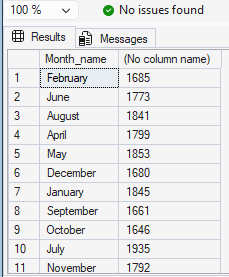 100 %
No issues found
Results Messages
Month_name (No column name)
1 February 1685
2 June 1773
3 August 1841
4 April 1799
5 May 1853
6 December 1680
7 January 1845
8 September 1661
9 October 1646
10 July 1935
11 November 1792